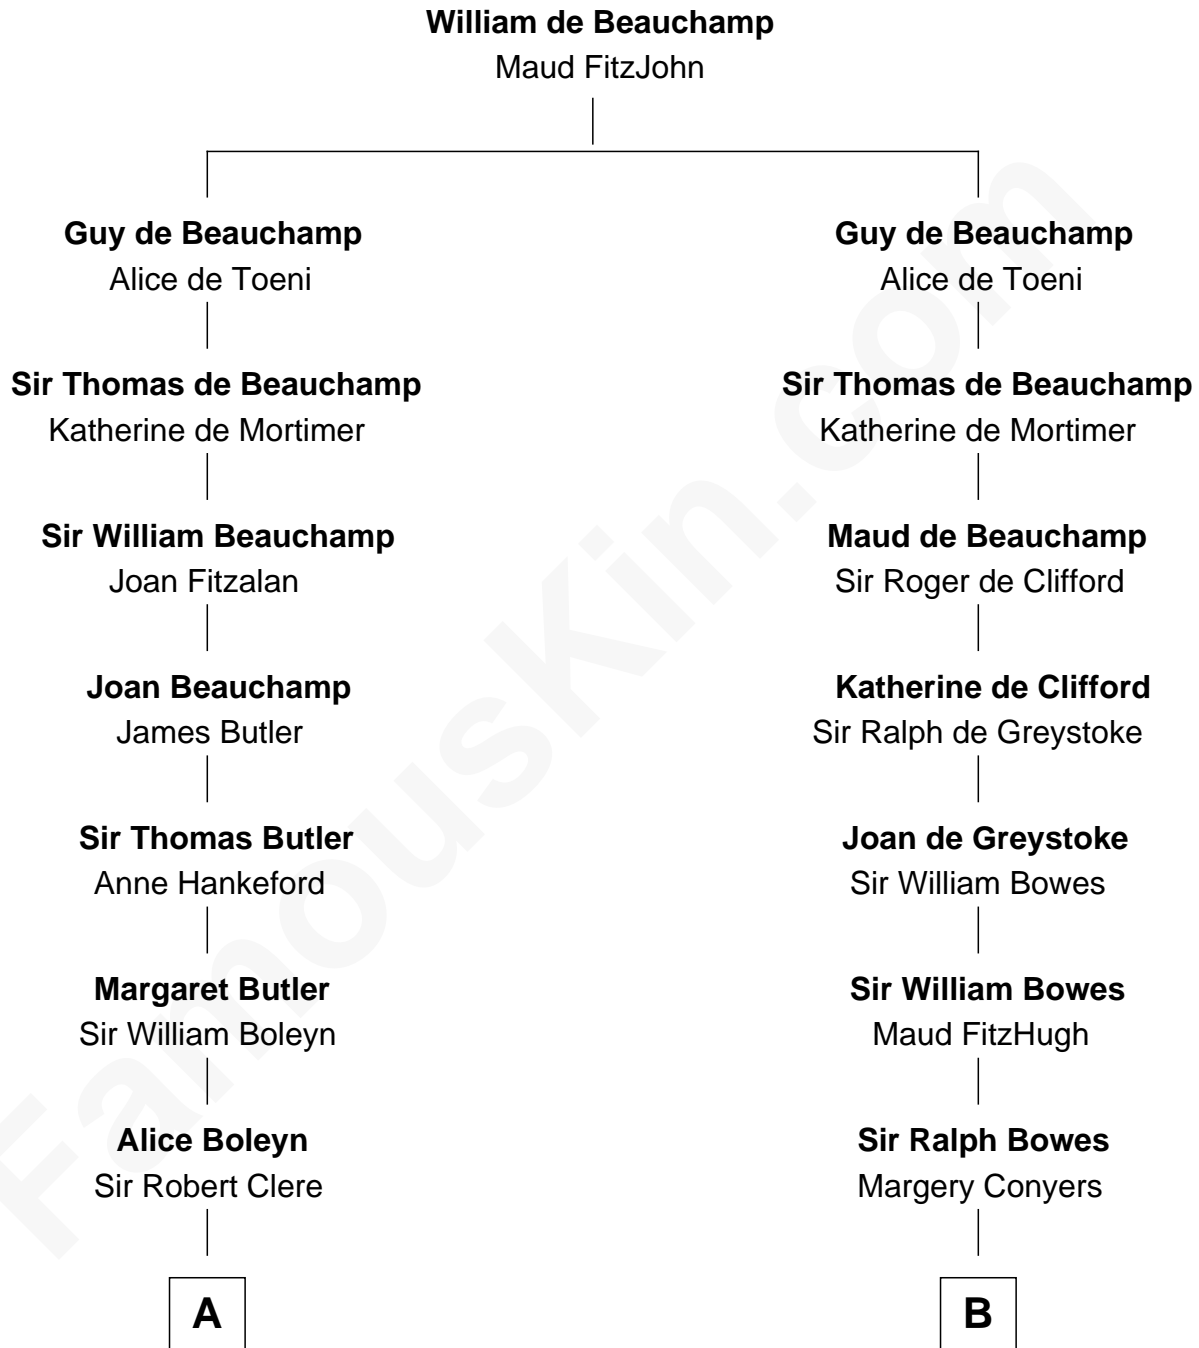 William de Beauchamp
Maud FitzJohn
Guy de Beauchamp
Alice de Toeni
Guy de Beauchamp
Alice de Toeni
Sir Thomas de Beauchamp
Katherine de Mortimer
Sir Thomas de Beauchamp
Katherine de Mortimer
Sir William Beauchamp
Joan Fitzalan
Maud de Beauchamp
Sir Roger de Clifford
Joan Beauchamp
James Butler
Katherine de Clifford
Sir Ralph de Greystoke
Sir Thomas Butler
Anne Hankeford
Joan de Greystoke
Sir William Bowes
Margaret Butler
Sir William Boleyn
Sir William Bowes
Maud FitzHugh
Alice Boleyn
Sir Robert Clere
Sir Ralph Bowes
Margery Conyers
A
B
FamousKin.com